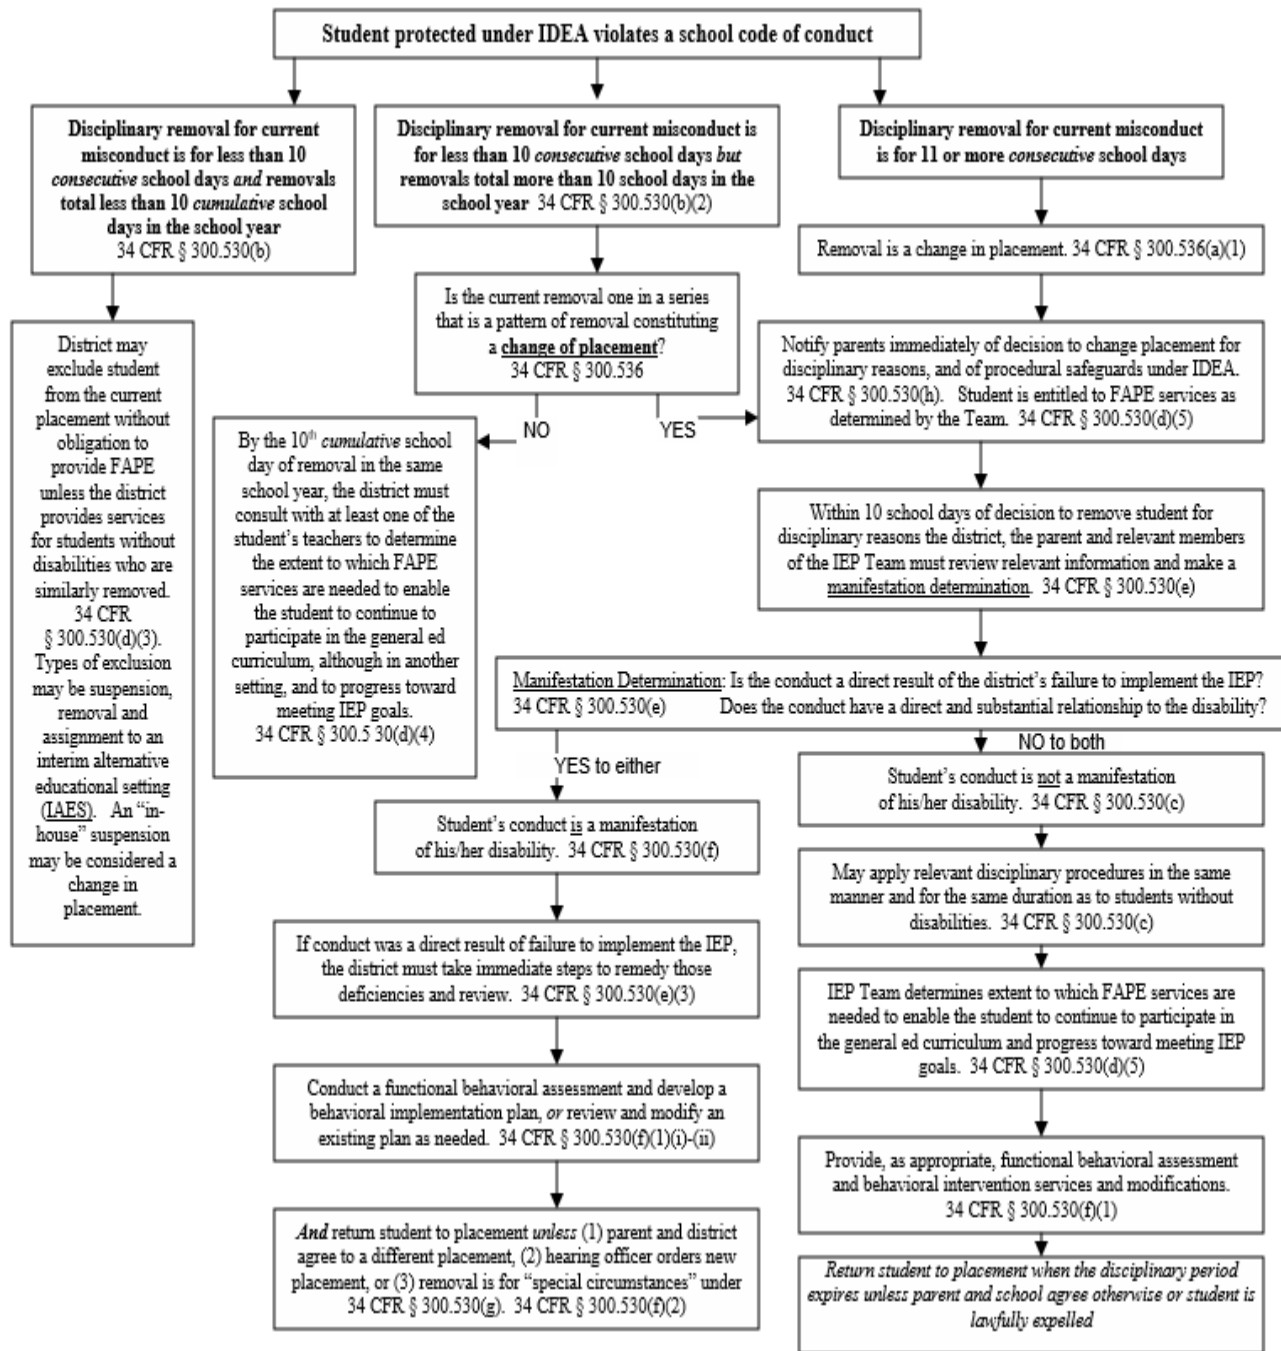 Student protected under IDEA violates a school code of conduct
Disciplinary removal for current
misconduct is for less than 10
consecutive school days and removals
total less than 10 cumulative school
days in the school year
34 CFR § 300.530(b)
Disciplinary removal for current misconduct is
for less than 10 consecutive school days but
removals total more than 10 school days in the
school year 34 CFR § 300.530(b)(2)
Disciplinary removal for current misconduct
is for 11 or more consecutive school days
Removal is a change in placement. 34 CFR § 300.536(a)(1)
Is the current removal one in a series
that is a pattern of removal constituting
a change of placement?
34 CFR § 300.536
NO
YES
District may
exclude student
from the current
placement without
obligation to
provide FAPE
unless the district
provides services
for students without
disabilities who are
similarly removed.
34 CFR
§ 300.530(d)(3).
Types of exclusion
may be suspension,
removal and
assignment to an
interim alternative
educational setting
(IAES). An “in-
house” suspension
may be considered a
change in
placement.
By the 10th cumulative school
day of removal in the same
school year, the district must
consult with at least one of the
student’s teachers to determine
the extent to which FAPE
services are needed to enable
the student to continue to
participate in the general ed
curriculum, although in another
setting, and to progress toward
meeting IEP goals.
34 CFR § 300.5 30(d)(4)
Notify parents immediately of decision to change placement for
disciplinary reasons, and of procedural safeguards under IDEA.
34 CFR § 300.530(h). Student is entitled to FAPE services as
determined by the Team. 34 CFR § 300.530(d)(5)
Within 10 school days of decision to remove student for
disciplinary reasons the district, the parent and relevant members
of the IEP Team must review relevant information and make a
manifestation determination. 34 CFR § 300.530(e)
Manifestation Determination: Is the conduct a direct result of the district’s failure to implement the IEP?
34 CFR § 300.530(e) Does the conduct have a direct and substantial relationship to the disability?
YES to either
NO to both
Student’s conduct is a manifestation
of his/her disability. 34 CFR § 300.530(f)
If conduct was a direct result of failure to implement the IEP,
the district must take immediate steps to remedy those
deficiencies and review. 34 CFR § 300.530(e)(3)
Conduct a functional behavioral assessment and develop a
behavioral implementation plan, or review and modify an
existing plan as needed. 34 CFR § 300.530(f)(1)(i)-(ii)
And return student to placement unless (1) parent and district
agree to a different placement, (2) hearing officer orders new
placement, or (3) removal is for “special circumstances” under
34 CFR § 300.530(g). 34 CFR § 300.530(f)(2)
Student’s conduct is not a manifestation
of his/her disability. 34 CFR § 300.530(c)
May apply relevant disciplinary procedures in the same
manner and for the same duration as to students without
disabilities. 34 CFR § 300.530(c)
IEP Team determines extent to which FAPE services are
needed to enable the student to continue to participate in
the general ed curriculum and progress toward meeting IEP
goals. 34 CFR § 300.530(d)(5)
Provide, as appropriate, functional behavioral assessment
and behavioral intervention services and modifications.
34 CFR § 300.530(f)(1)
Return student to placement when the disciplinary period
expires unless parent and school agree otherwise or student is
lawfully expelled